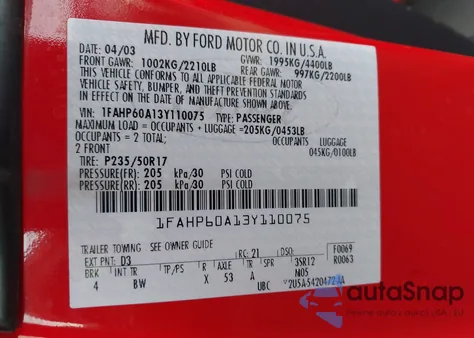 MFD. BY FORD MOTOR CO. IN U.S.A.
DATE: 04/03 GVWR: 1995KG/4400LB
FRONT GAWR: 1002KG/2210LB REAR GAWR: 997KG/2200LB
THIS VEHICLE CONFORMS TO ALL APPLICABLE FEDERAL MOTOR
VEHICLE SAFETY, BUMPER, AND THEFT PREVENTION STANDARDS
IN EFFECT ON THE DATE OF MANUFACTURE SHOWN ABOVE.
VIN: 1FAHP60A13Y110075 TYPE: PASSENGER
MAXIMUM LOAD = OCCUPANTS + LUGGAGE =205KG/0453LB
OCCUPANTS = 2 TOTAL; OCCUPANTS LUGGAGE
2 FRONT 045KG/0100LB
TIRE: P235/50R17
PRESSURE(FR): 205 kPa/30 PSI COLD
PRESSURE(RR): 205 kPa/30 PSI COLD
1FAHP60A13Y110075
TRAILER TOWING SEE OWNER GUIDE
EXT PNT: D3 RC: 21 DSO: F0069
BRK INT TR TP/PS R AXLE TR SPR 3SR12 R0063
4 BW X 53 A M05
UBC
autoSnap